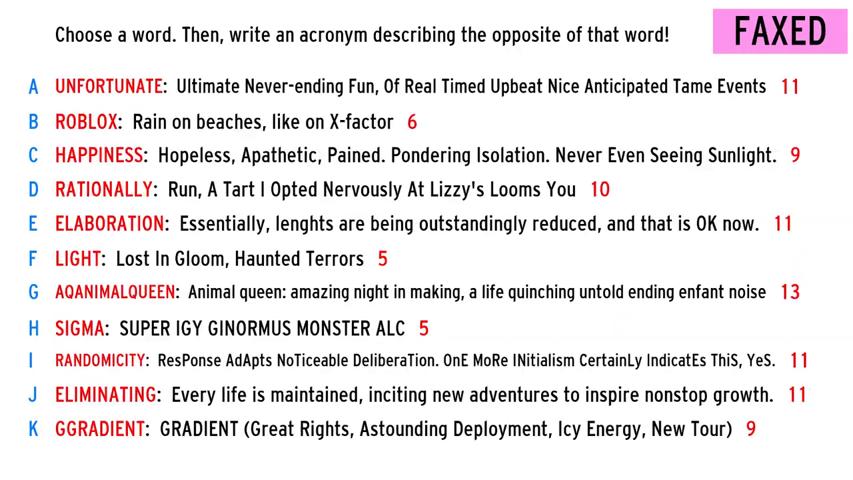 Choose a word. Then, write an acronym describing the opposite of that word!
FAXED
A UNFORTUNATE: Ultimate Never-ending Fun, Of Real Timed Upbeat Nice Anticipated Tame Events 11
B ROBLOX: Rain on beaches, like on X-factor 6
C HAPPINESS: Hopeless, Apathetic, Pained. Pondering Isolation. Never Even Seeing Sunlight. 9
D RATIONALLY: Run, A Tart I Opted Nervously At Lizzy's Looms You 10
E ELABORATION: Essentially, lenghts are being outstandingly reduced, and that is OK now. 11
F LIGHT: Lost In Gloom, Haunted Terrors 5
G AQANIMALQUEEN: Animal queen: amazing night in making, a life quinching untold ending enfant noise 13
H SIGMA: SUPER IGY GINORMUS MONSTER ALC 5
I RANDOMICITY: ResPonse AdApts NoTiceable DeliberaTion. OnE MoRe INitialism CertainLy IndicatEs ThiS, YeS. 11
J ELIMINATING: Every life is maintained, inciting new adventures to inspire nonstop growth. 11
K GGRADIENT: GRADIENT (Great Rights, Astounding Deployment, Icy Energy, New Tour) 9